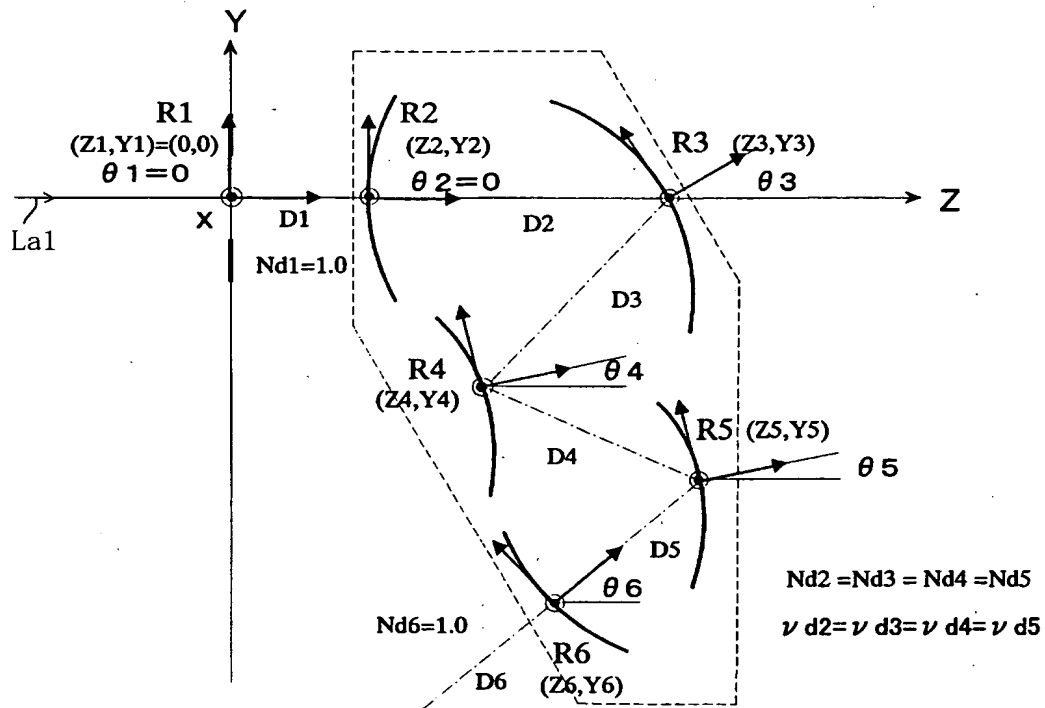 Y
R1
(Z1,Y1)=(0,0)
θ1=0
R2
(Z2,Y2)
θ2=0
R3 (Z3,Y3)
θ3
Z
X
D1
D2
La1
Nd1=1.0
D3
R4
(Z4,Y4)
θ4
R5 (Z5,Y5)
D4
θ5
D5
θ6
Nd2 =Nd3 = Nd4 =Nd5
Nd6=1.0
ν d2=ν d3=ν d4=ν d5
R6
(Z6,Y6)
D6